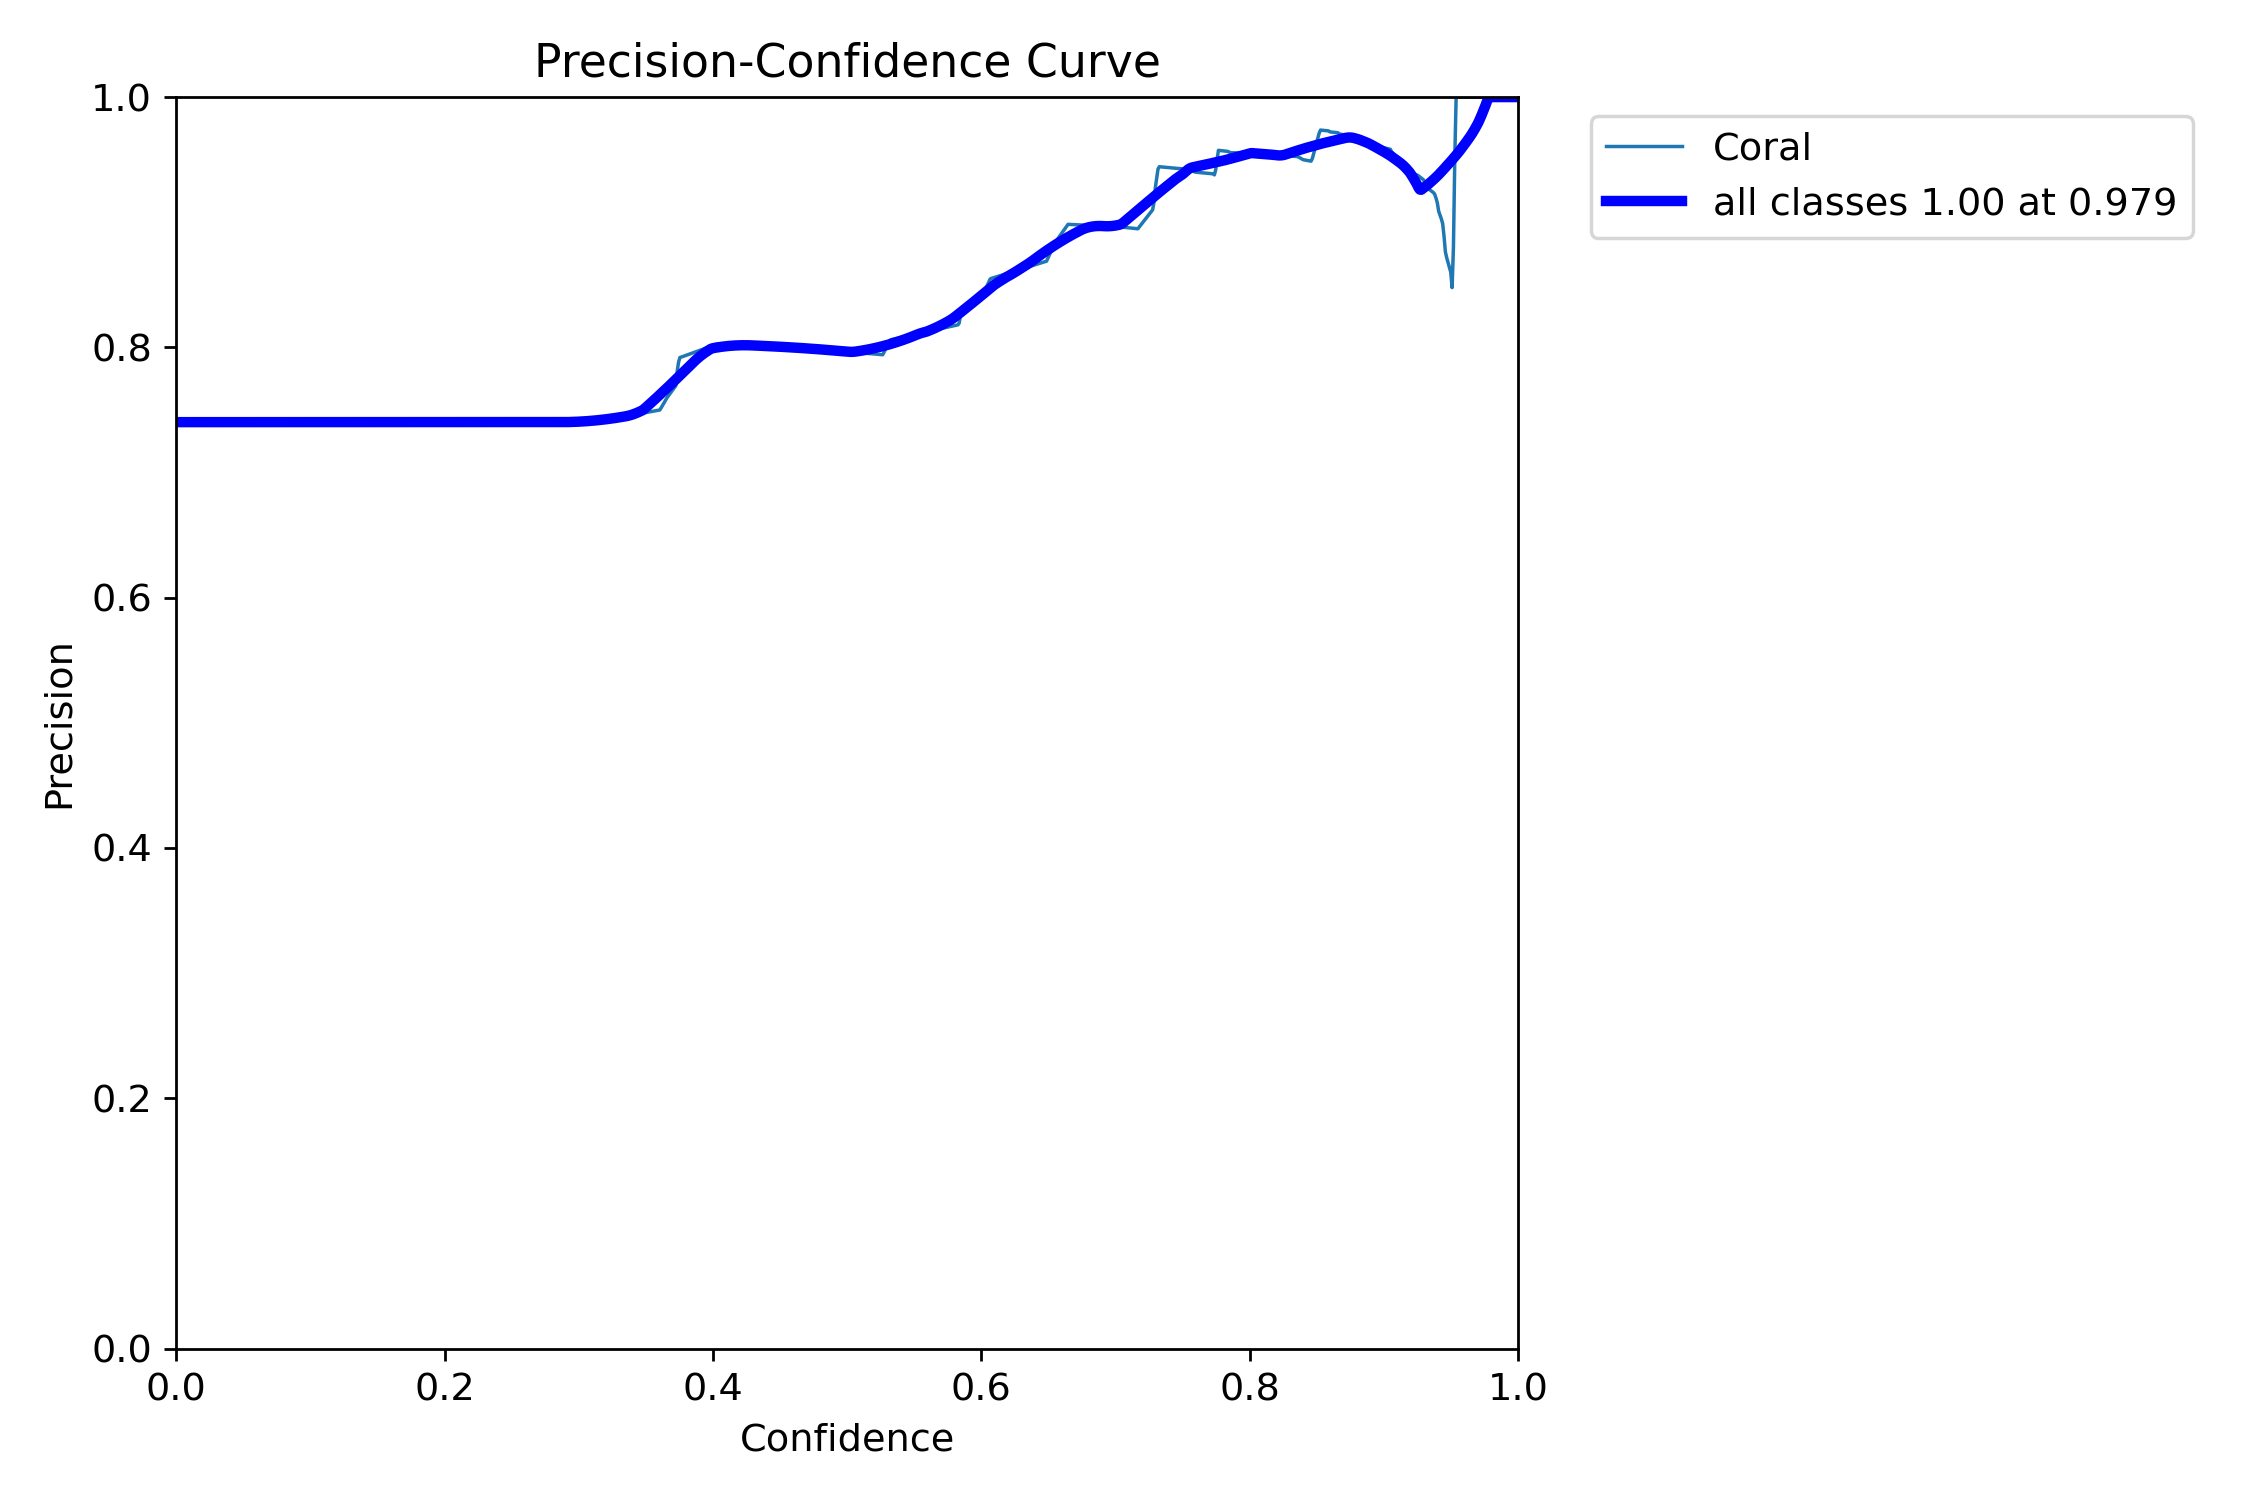 Precision-Confidence Curve
1.0
0.8
0.6
0.4
0.2
0.0
Precision
0.0 0.2 0.4 0.6 0.8 1.0
Confidence
Coral
all classes 1.00 at 0.979